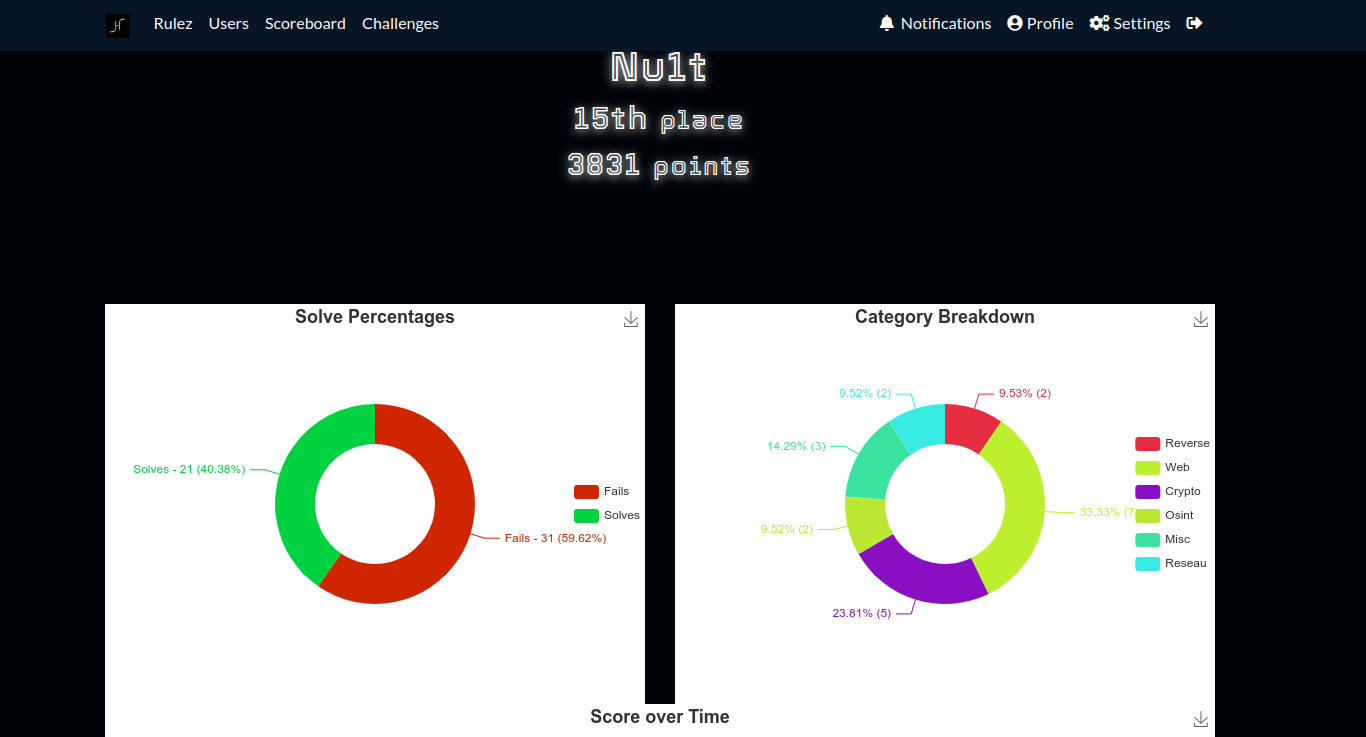 Rulez Users Scoreboard Challenges Notifications Profile Settings
Nu1t
15th place
3831 points
Solve Percentages
Solves - 21 (40.38%)
Fails
Solves
Fails - 31 (59.62%)
Category Breakdown
9.52% (2)
9.53% (2)
14.29% (3)
9.52% (2)
33.33% (7
23.81% (5)
Reverse
Web
Crypto
Osint
Misc
Reseau
Score over Time